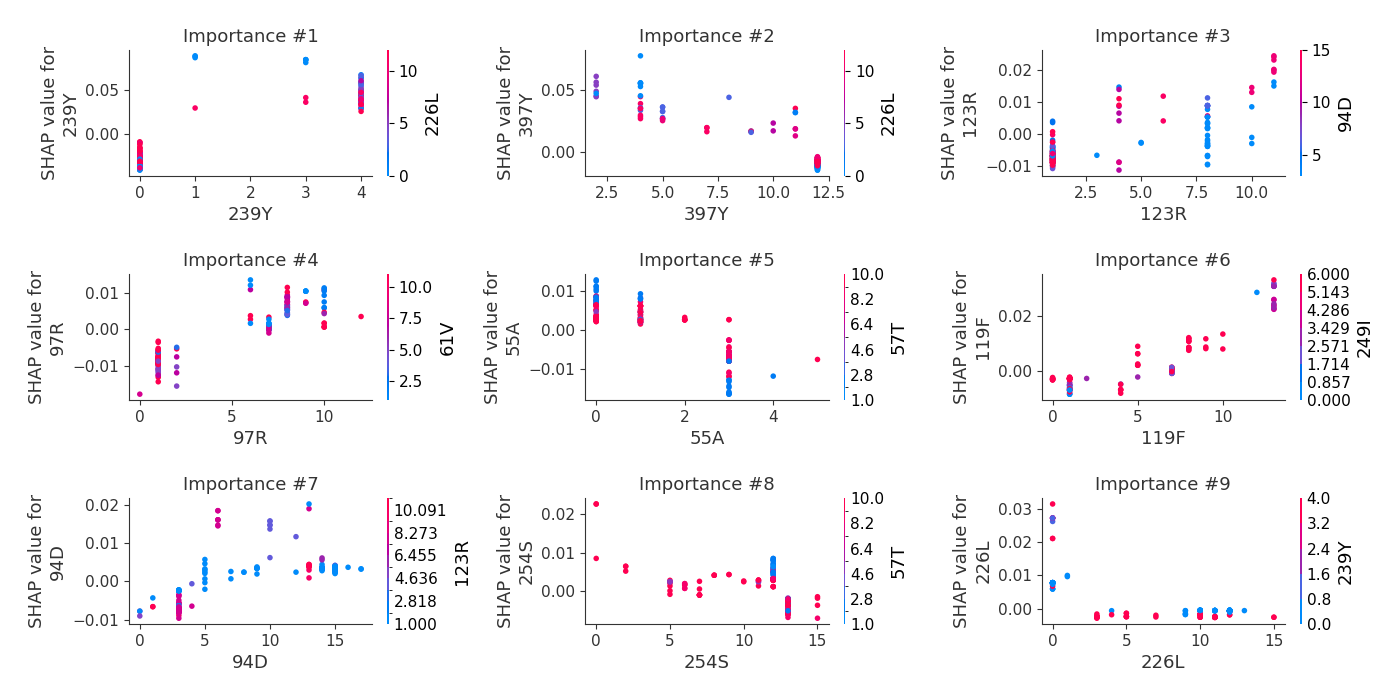 Importance #1
SHAP value for
239Y
0.05
0.00
0
1
2
3
4
239Y
10
5
0
226L
Importance #2
SHAP value for
397Y
0.05
0.00
2.5
5.0
7.5
10.0
12.5
397Y
10
5
0
226L
Importance #3
SHAP value for
123R
0.02
0.01
0.00
−0.01
2.5
5.0
7.5
10.0
123R
15
10
5
94D
Importance #4
SHAP value for
97R
0.01
0.00
−0.01
0
5
10
97R
10.0
7.5
5.0
2.5
61V
Importance #5
SHAP value for
55A
0.01
0.00
−0.01
0
2
4
55A
10.0
8.2
6.4
4.6
2.8
1.0
57T
Importance #6
SHAP value for
119F
0.02
0.00
0
5
10
119F
6.000
5.143
4.286
3.429
2.571
1.714
0.857
0.000
249I
Importance #7
SHAP value for
94D
0.02
0.01
0.00
−0.01
0
5
10
15
94D
10.091
8.273
6.455
4.636
2.818
1.000
123R
Importance #8
SHAP value for
254S
0.02
0.01
0.00
0
5
10
15
254S
10.0
8.2
6.4
4.6
2.8
1.0
57T
Importance #9
SHAP value for
226L
0.03
0.02
0.01
0.00
0
5
10
15
226L
4.0
3.2
2.4
1.6
0.8
0.0
239Y